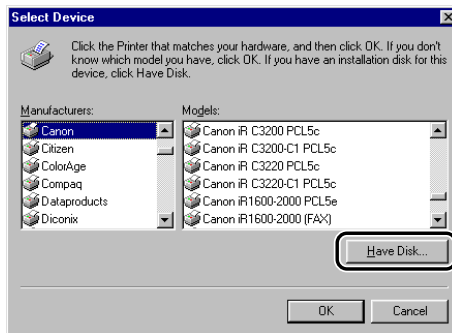 Select Device
Click the Printer that matches your hardware, and then click OK. If you don't
know which model you have, click OK. If you have an installation disk for this
device, click Have Disk.
Manufacturers:
Canon
Citizen
ColorAge
Compaq
Dataproducts
Diconix
Models:
Canon iR C3200 PCL5c
Canon iR C3200-C1 PCL5c
Canon iR C3220 PCL5c
Canon iR C3220-C1 PCL5c
Canon iR1600-2000 PCL5e
Canon iR1600-2000 (FAX)
Have Disk...
OK
Cancel